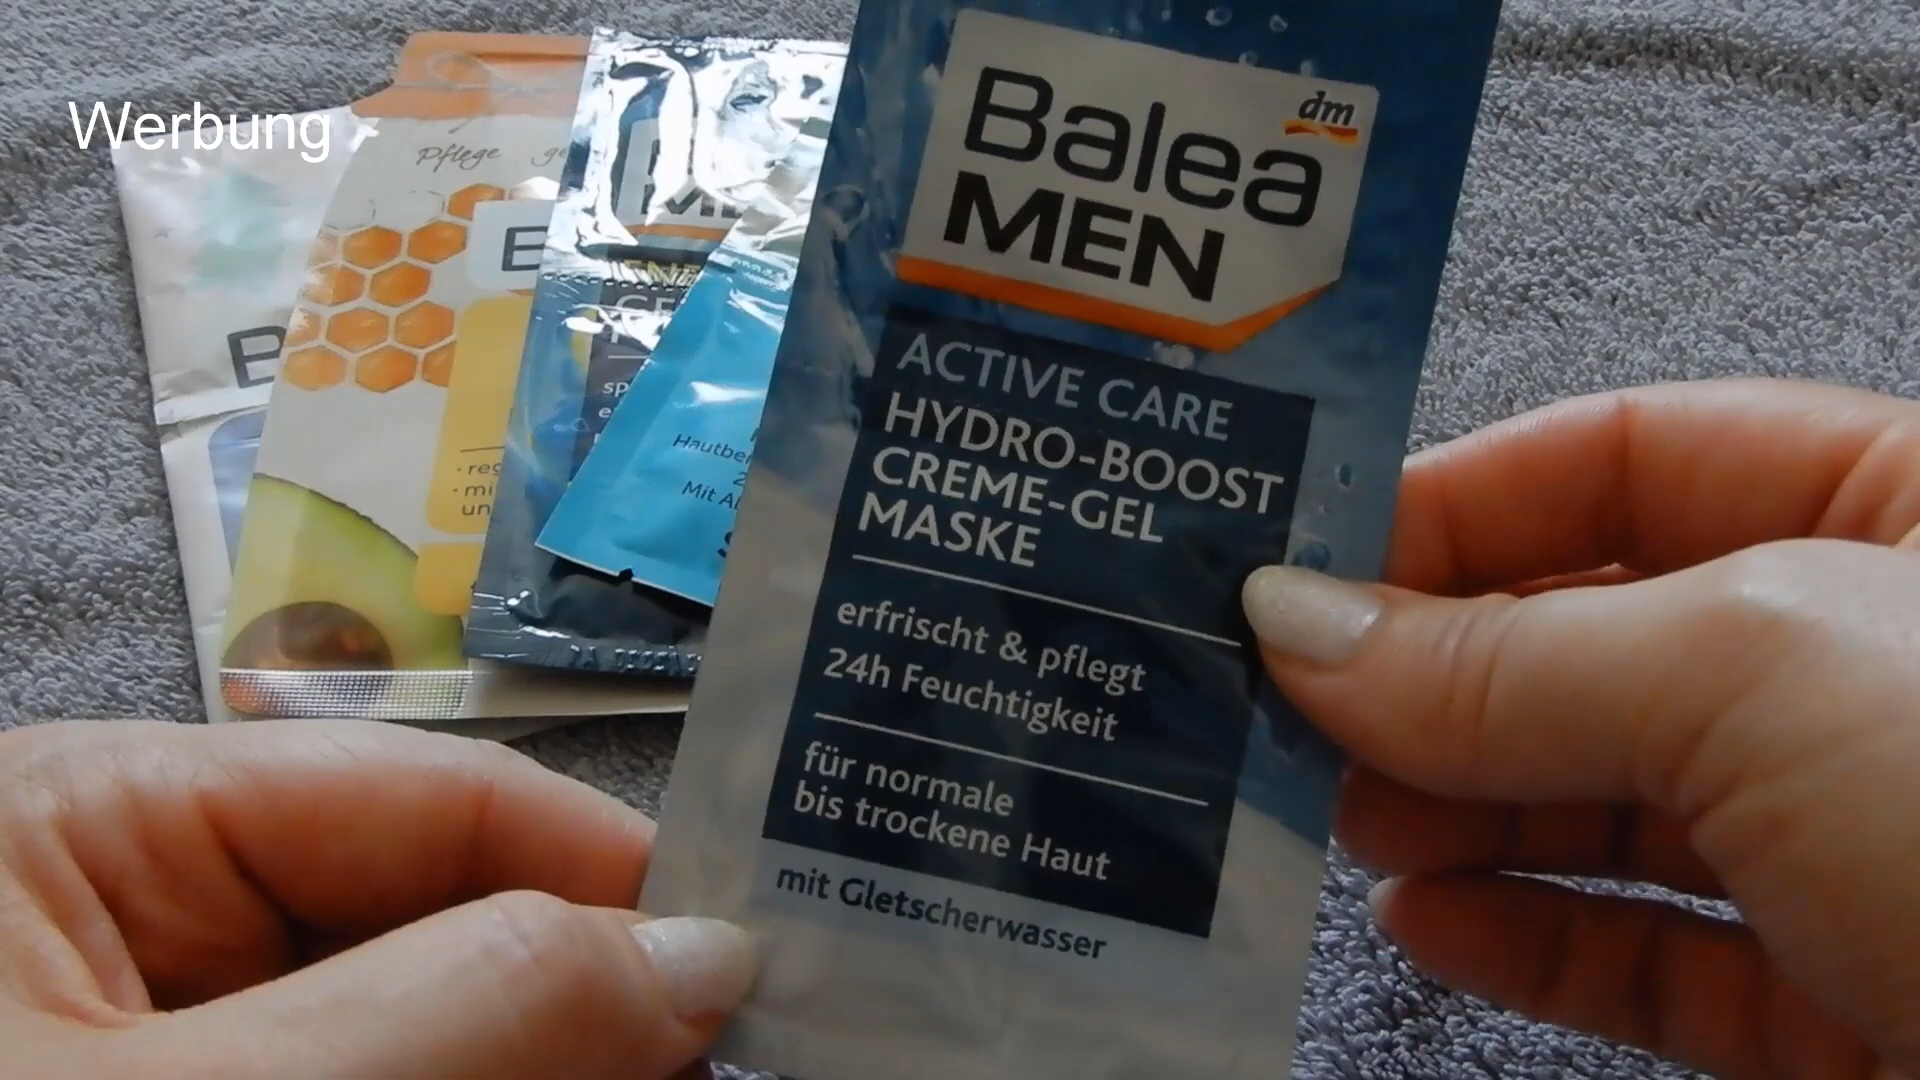 Werbung
Pflege
dm
Balea
MEN
ACTIVE CARE
HYDRO-BOOST
CREME-GEL
MASKE
erfrischt & pflegt
24h Feuchtigkeit
für normale
bis trockene Haut
mit Gletscherwasser
Mit